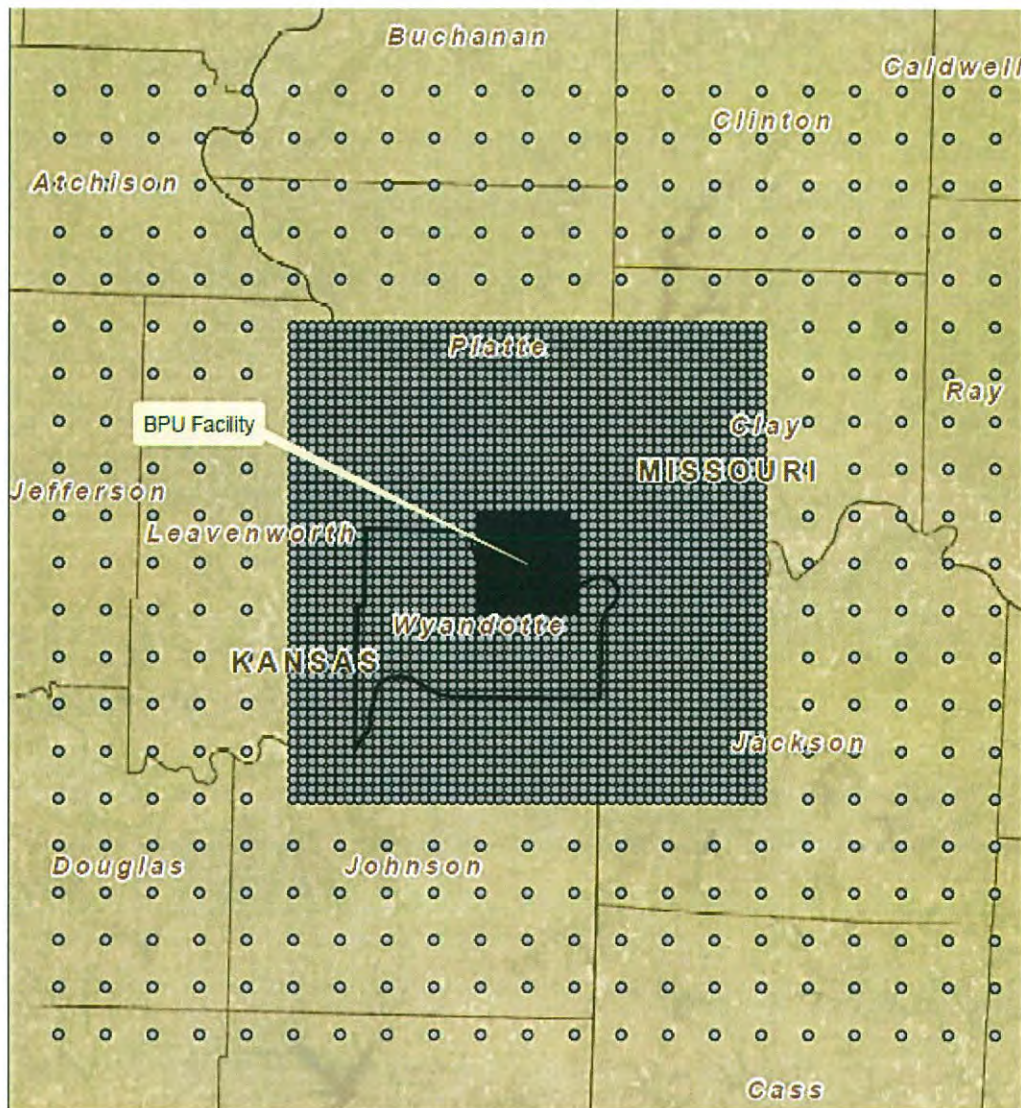 Buchanan
Caldwell
Clinton
Atchison
Platte
Ray
BPU Facility
Clay
MISSOURI
Jefferson
Leavenworth
Wyandotte
KANSAS
Jackson
Douglas
Johnson
Cass